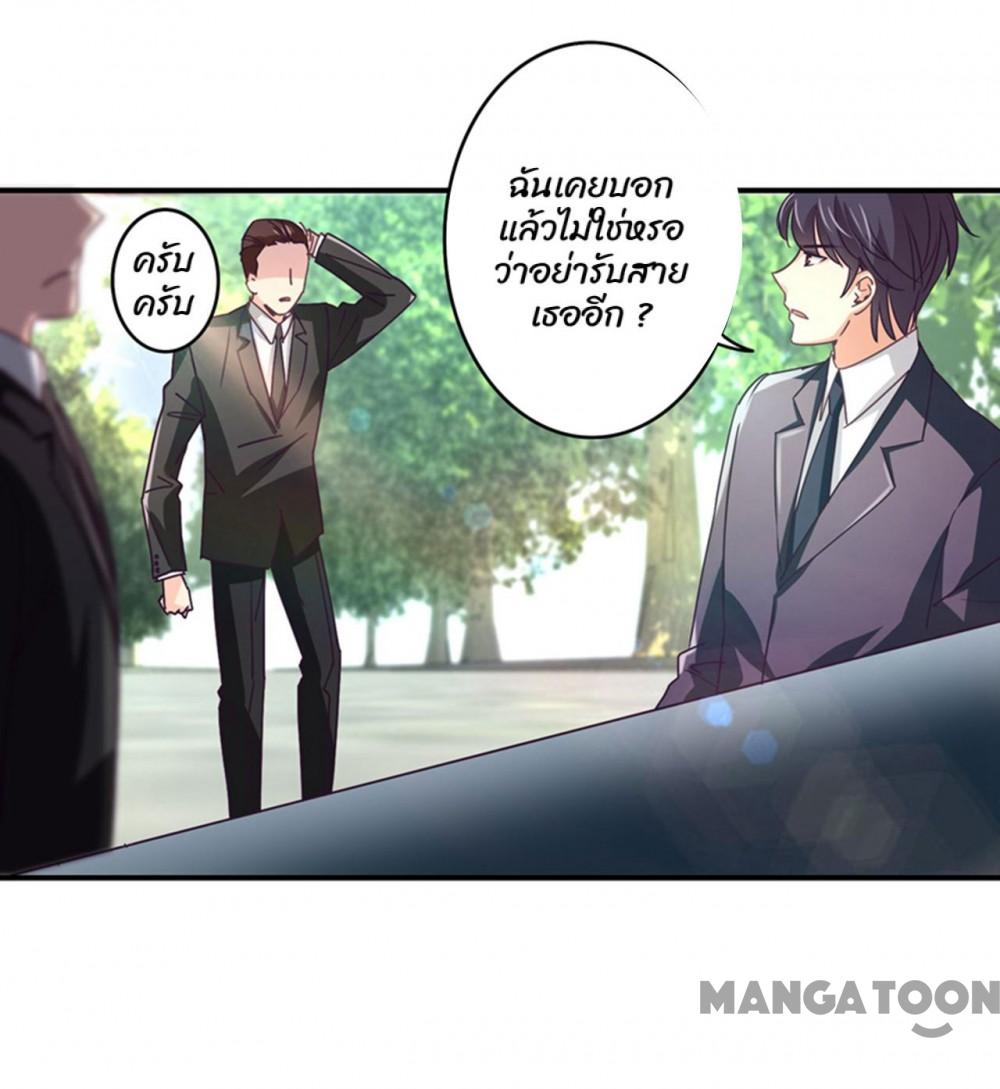 ฉันเคยบอก
แล้วไม่ใช่หรอ
ว่าอย่ารับสาย
เธออีก ?
ครับ
ครับ
MANGATOON